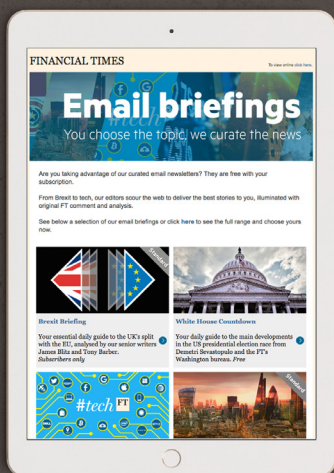 FINANCIAL TIMES
To view online click here.
Email briefings
You choose the topic, we curate the news
Are you taking advantage of our curated email newsletters? They are free with your
subscription.
From Brexit to tech, our editors scour the web to deliver the best stories to you, illuminated with
original FT comment and analysis.
See below a selection of our email briefings or click here to see the full range and choose yours
now.
Standard
Brexit Briefing
Your essential daily guide to the UK's split
with the EU, analysed by our senior writers
James Blitz and Tony Barber.
Subscribers only
White House Countdown
Your daily guide to the main developments
in the US presidential election race from
Demetri Sevastopulo and the FT's
Washington bureau. Free
#tech FT
Standard